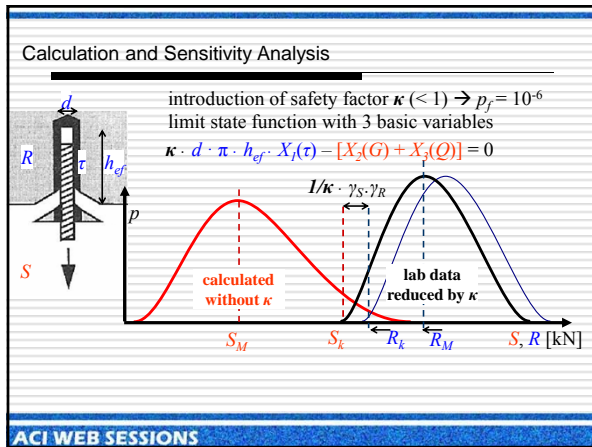 Calculation and Sensitivity Analysis
introduction of safety factor κ (< 1) → p_f = 10⁻⁶
limit state function with 3 basic variables
κ · d · π · h_ef · X_1(τ) – [X_2(G) + X_3(Q)] = 0
d
R
τ
h_ef
S
1/κ · γ_S.γ_R
p
calculated
without κ
lab data
reduced by κ
S_M
S_k
R_k
R_M
S, R [kN]
ACI WEB SESSIONS